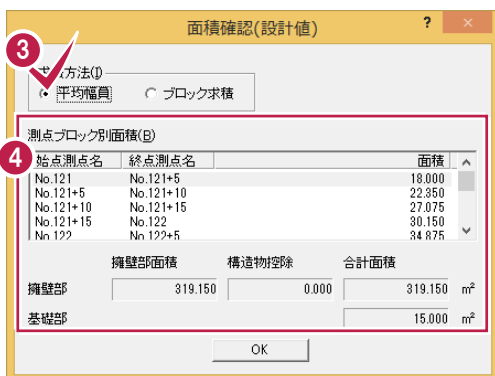 面積確認(設計値) ? ×
3
方法(I)
平均幅員 ブロック求積
4
測点ブロック別面積(B)
始点測点名 終点測点名 面積
No.121 No.121+5 18.000
No.121+5 No.121+10 22.350
No.121+10 No.121+15 27.075
No.121+15 No.122 30.150
No.122 No.122+5 34.875
擁壁部面積 構造物控除 合計面積
擁壁部 319.150 0.000 319.150 m²
基礎部 15.000 m²
OK